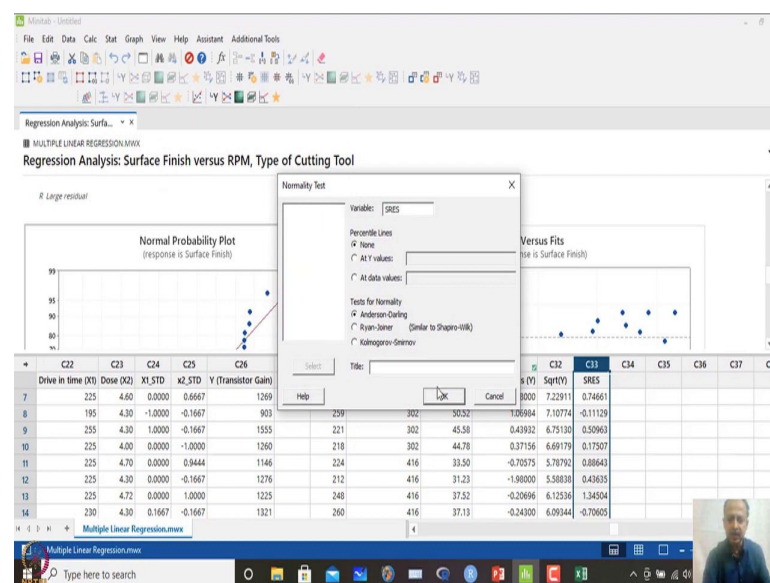 Minitab - Untitled
File Edit Data Calc Stat Graph View Help Assistant Additional Tools
Regression Analysis: Surfa...
MULTIPLE LINEAR REGRESSION.MWX
Regression Analysis: Surface Finish versus RPM, Type of Cutting Tool
R Large residual
Normal Probability Plot
(response is Surface Finish)
99
95
90
80
Versus Fits
nse is Surface Finish)
Normality Test
Variable: SRES
Percentile Lines
None
At Y values:
At data values:
Tests for Normality
Anderson-Darling
Ryan-Joiner (Similar to Shapiro-Wilk)
Kolmogorov-Smirnov
Select
Title:
Help OK Cancel
C22 C23 C24 C25 C26 C32 C33 C34 C35 C36 C37
Drive in time (X1) Dose (X2) X1_STD x2_STD Y (Transistor Gain) s (Y) Sqrt(Y) SRES
7 225 4.60 0.0000 0.6667 1269 8000 7.22911 0.74661
8 195 4.30 -1.0000 -0.1667 903 259 302 50.52 1.06984 7.10774 -0.11129
9 255 4.30 1.0000 -0.1667 1555 221 302 45.58 0.43932 6.75130 0.50963
10 225 4.00 0.0000 -1.0000 1260 218 302 44.78 0.37156 6.69179 0.17507
11 225 4.70 0.0000 0.9444 1146 224 416 33.50 -0.70575 5.78792 0.88643
12 225 4.30 0.0000 -0.1667 1276 212 416 31.23 -1.98000 5.58838 0.43635
13 225 4.72 0.0000 1.0000 1225 248 416 37.52 -0.20696 6.12536 1.34504
14 230 4.30 0.1667 -0.1667 1321 260 416 37.13 -0.24300 6.09344 -0.70605
Multiple Linear Regression.mwx
Multiple Linear Regression.mwx
Type here to search